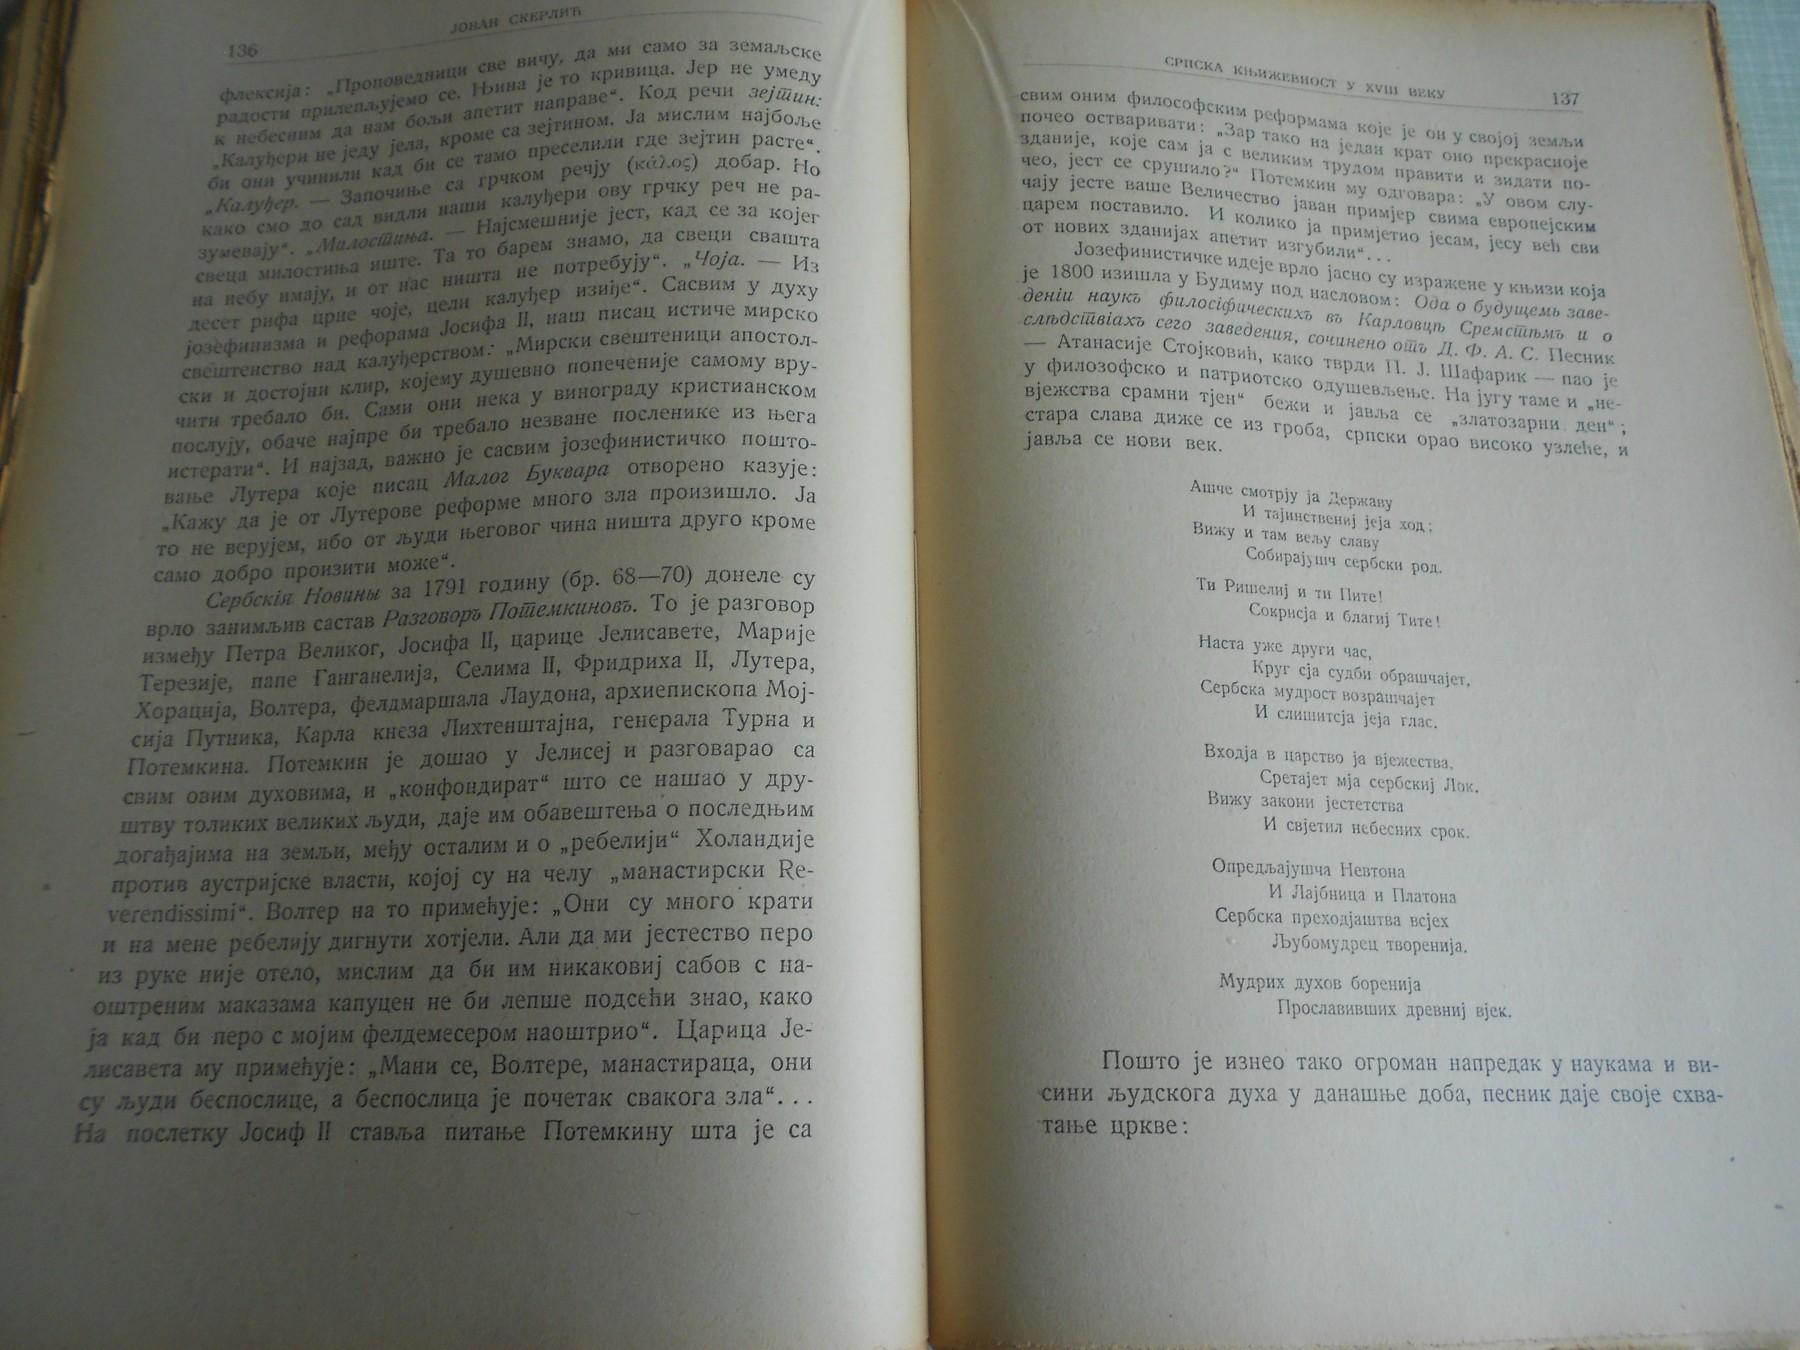 136
ЈОВАН СКЕРЛИЋ
флексија: „Проповедници све вичу, да ми само за земаљске
радости прилепљујемо се. Њина је то кривица. Јер не умеду
к небесним да нам бољи апетит направе“. Код речи зејтин:
„Калуђери не једу јела, кроме са зејтином. Ја мислим најбоље
би они учинили кад би се тамо преселили где зејтин расте“.
„Калуђер. — Започиње са грчком речју (κάλος) добар. Но
како смо до сад видли наши калуђери ову грчку реч не ра-
зумевају“. „Милостиња. — Најсмешније јест, кад се за којег
свеца милостиња иште. Та то барем знамо, да свеци свашта
на небу имају, и от нас ништа не потребују“. „Чоја. — Из
десет рифа црне чоје, цели калуђер изиђе“. Сасвим у духу
јозефинизма и рефорама Јосифа II, наш писац истиче мирско
свештенство над калуђерством: „Мирски свештеници апостол-
ски и достојни клир, којему душевно попеченије самому вру-
чити требало би. Сами они нека у винограду кристианском
послују, обаче најпре би требало незване посленике из њега
истерати“. И најзад, важно је сасвим јозефинистичко пошто-
вање Лутера које писац Малог Буквара отворено казује:
„Кажу да је от Лутерове реформе много зла произишло. Ја
то не верујем, ибо от људи његовог чина ништа друго кроме
само добро произити може“.
Сербскія Новины за 1791 годину (бр. 68—70) донеле су
врло занимљив састав Разговоръ Потемкиновъ. То је разговор
између Петра Великог, Јосифа II, царице Јелисавете, Марије
Терезије, папе Ганганелија, Селима II, Фридриха II, Лутера,
Хорација, Волтера, фелдмаршала Лаудона, архиепископа Мој-
сија Путника, Карла кнеза Лихтенштајна, генерала Турна и
Потемкина. Потемкин је дошао у Јелисеј и разговарао са
свим овим духовима, и „конфондират“ што се нашао у дру-
штву толиких великих људи, даје им обавештења о последњим
догађајима на земљи, међу осталим и о „ребелији“ Холандије
против аустријске власти, којој су на челу „манастирски Re-
verendissimi“. Волтер на то примећује: „Они су много крати
и на мене ребелију дигнути хотјели. Али да ми јестество перо
из руке није отело, мислим да би им никаковиј сабов с на-
оштреним маказама капуцен не би лепше подсећи знао, како
ја кад би перо с мојим фелдемесером наоштрио“. Царица Је-
лисавета му примећује: „Мани се, Волтере, манастираца, они
су људи беспослице, а беспослица је почетак свакога зла“...
На послетку Јосиф II ставља питање Потемкину шта је са
СРПСКА КЊИЖЕВНОСТ У XVIII ВЕКУ
137
свим оним философским реформама које је он у својој земљи
почео остваривати: „Зар тако на један крат оно прекрасноје
зданије, које сам ја с великим трудом правити и зидати по-
чео, јест се срушило?“ Потемкин му одговара: „У овом слу-
чају јесте ваше Величество јаван примјер свима европејским
царем поставило. И колико ја примјетио јесам, јесу већ сви
от нових зданијах апетит изгубили“...
Јозефинистичке идеје врло јасно су изражене у књизи која
је 1800 изишла у Будиму под насловом: Ода о будущемь заве-
деніи наукъ филосіфическихъ въ Карловцѣ Сремстѣмъ и о
слѣдствіахъ сего заведения, сочинено отъ Д. Ф. А. С. Песник
— Атанасије Стојковић, како тврди П. Ј. Шафарик — пао је
у филозофско и патриотско одушевљење. На југу таме и „не-
вјежства срамни тјен“ бежи и јавља се „златозарни ден“;
стара слава диже се из гроба, српски орао високо узлеће, и
јавља се нови век.
Ашче смотрју ја Державу
И тајинствениј јеја ход;
Вижу и там вељу славу
Собирајушч сербски род.
Ти Ришелиј и ти Пите!
Сокрисја и благиј Тите!
Наста уже други час,
Круг сја судби обрашчајет,
Сербска мудрост возрашчајет
И слишитсја јеја глас.
Входја в царство ја вјежества,
Сретајет мја сербскиј Лок.
Вижу закони јестетства
И свјетил небесних срок.
Опредљајушча Невтона
И Лајбница и Платона
Сербска преходјаштва всјех
Љубомудрец творенија.
Мудрих духов боренија
Прославивших древниј вјек.
Пошто је изнео тако огроман напредак у наукама и ви-
сини људскога духа у данашње доба, песник даје своје схва-
тање цркве: